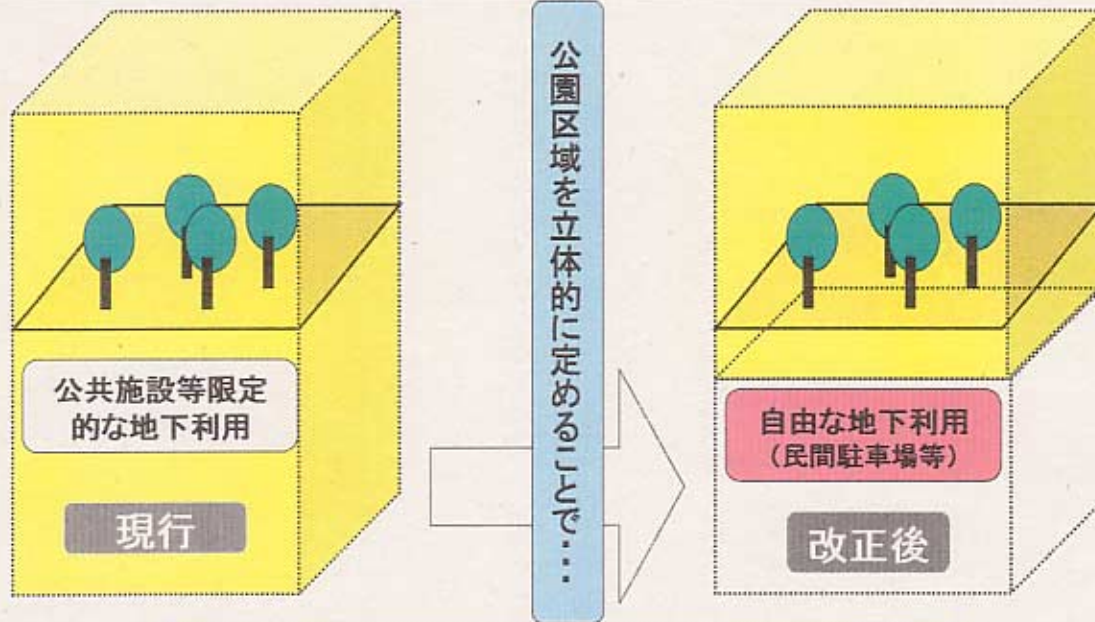 公共施設等限定
的な地下利用
現行
公園区域を立体的に定めることで・・・
自由な地下利用
(民間駐車場等)
改正後